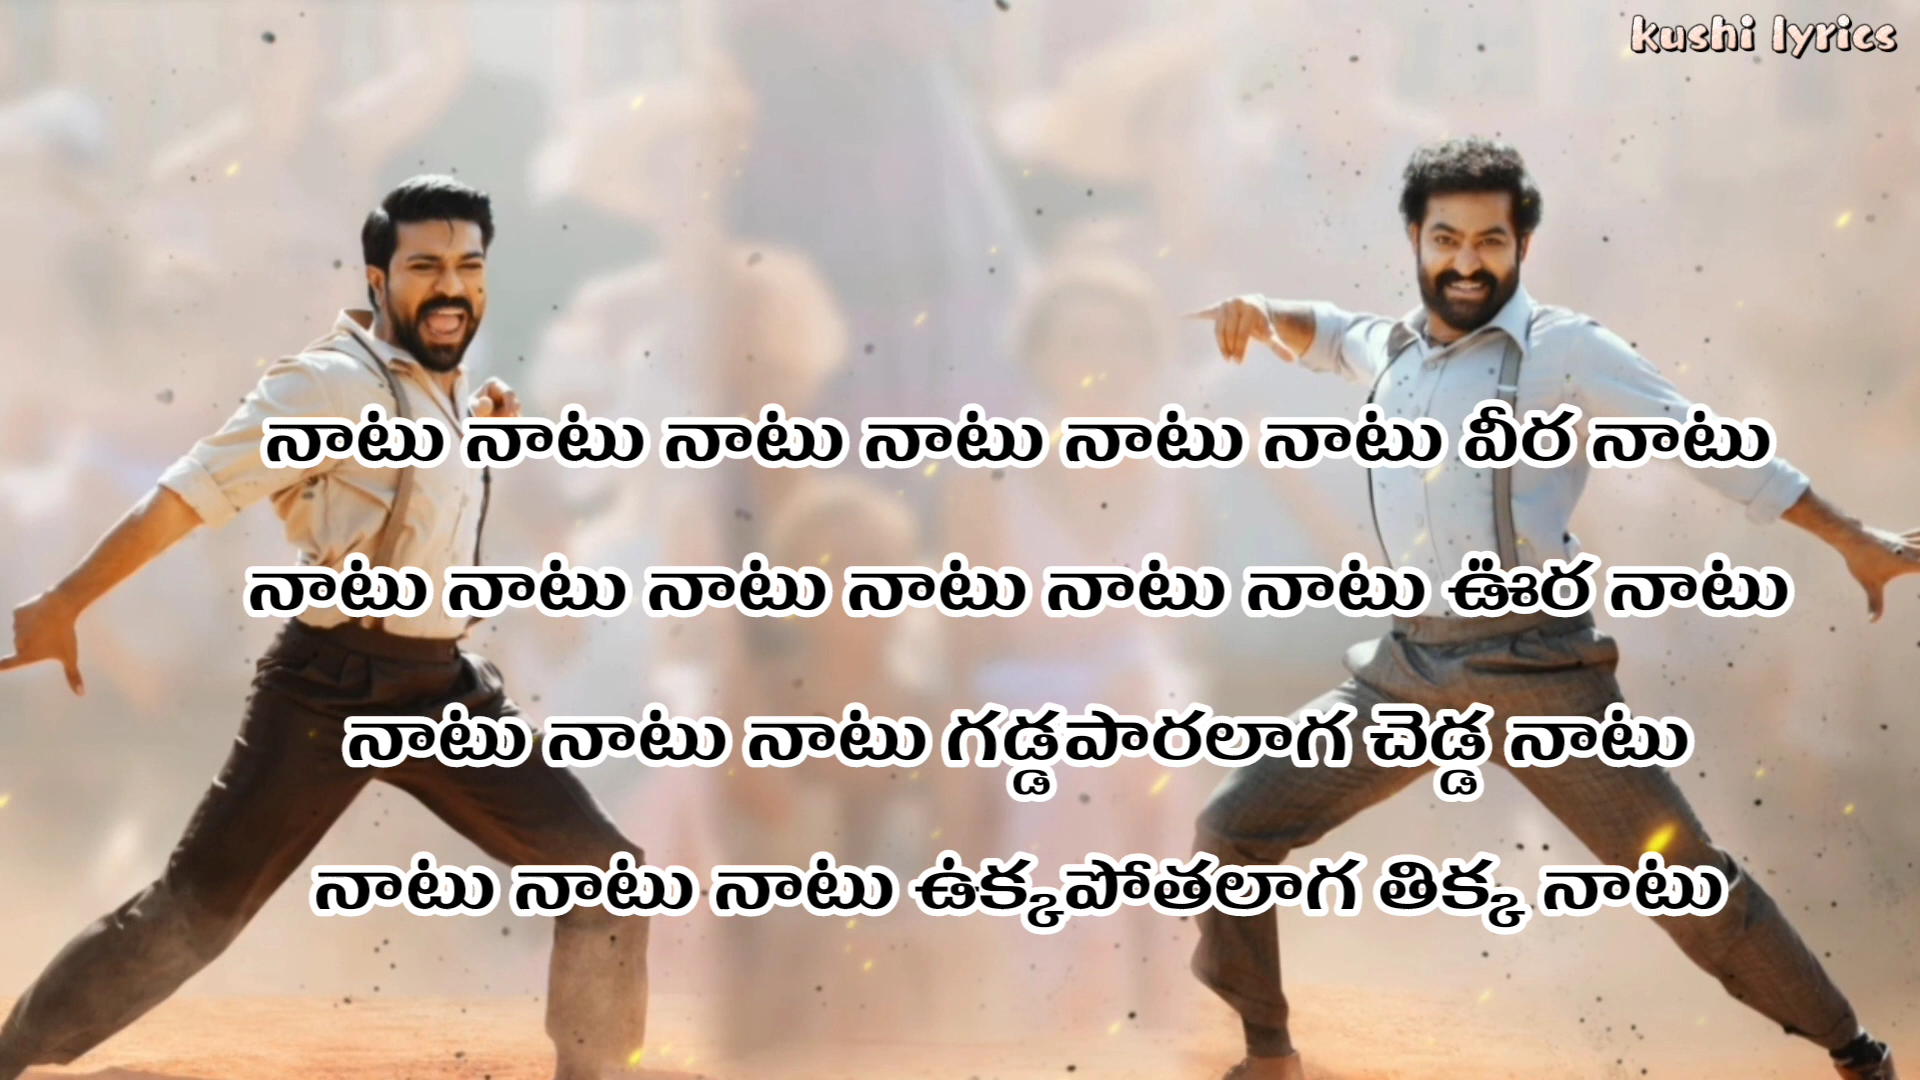 kushi lyrics
నాటు నాటు నాటు నాటు నాటు నాటు వీర నాటు
నాటు నాటు నాటు నాటు నాటు నాటు ఊర నాటు
నాటు నాటు నాటు గడ్డపారలాగ చెడ్డ నాటు
నాటు నాటు నాటు ఉక్కపోతలాగ తిక్క నాటు